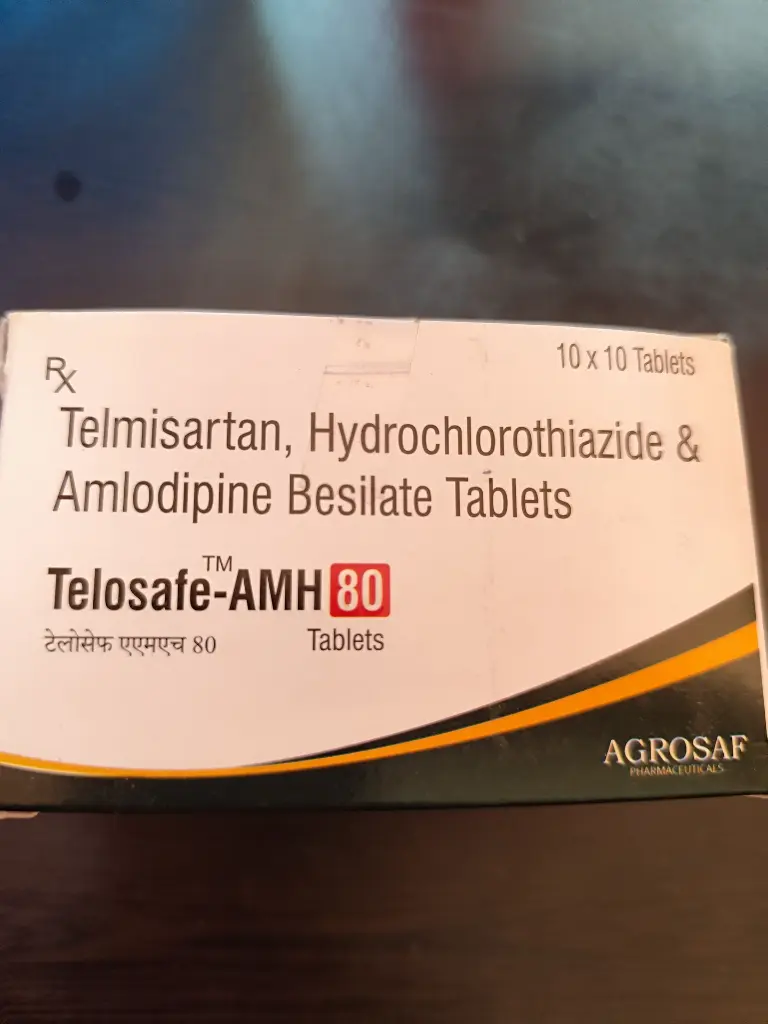 Rx
10 x 10 Tablets
Telmisartan, Hydrochlorothiazide &
Amlodipine Besilate Tablets
Telosafe-AMH 80
TM
टेलोसेफ एएमएच 80
Tablets
AGROSAF
PHARMACEUTICALS